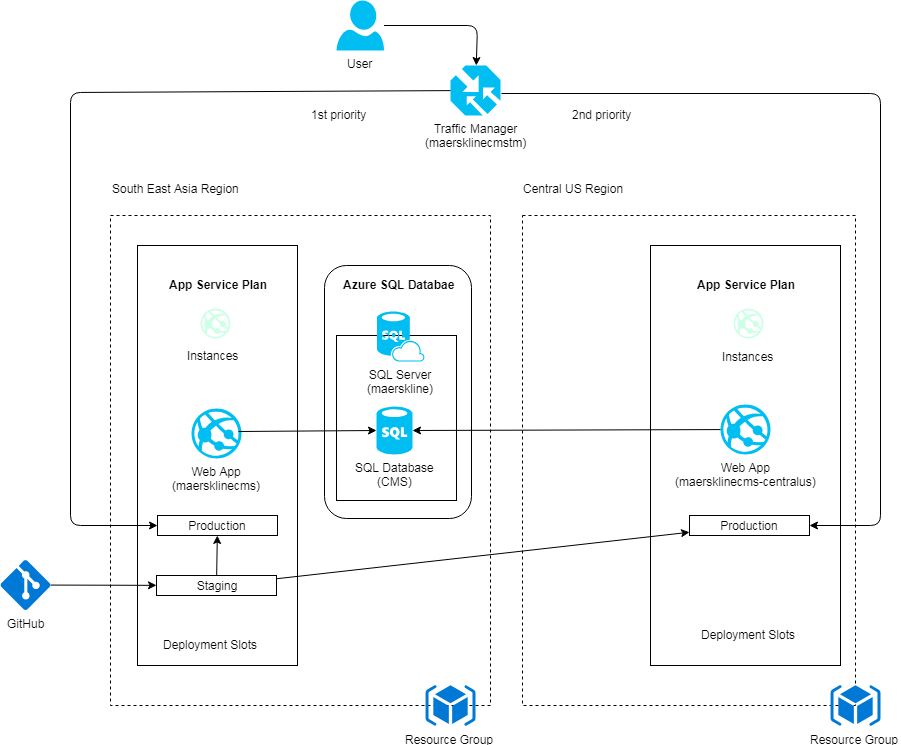 User
1st priority
2nd priority
Traffic Manager
(maersklinecmstm)
South East Asia Region
Central US Region
App Service Plan
Instances
Web App
(maersklinecms)
Production
Staging
Deployment Slots
Azure SQL Databae
SQL
SQL Server
(maerskline)
SQL
SQL Database
(CMS)
App Service Plan
Instances
Web App
(maersklinecms-centralus)
Production
Deployment Slots
GitHub
Resource Group
Resource Group